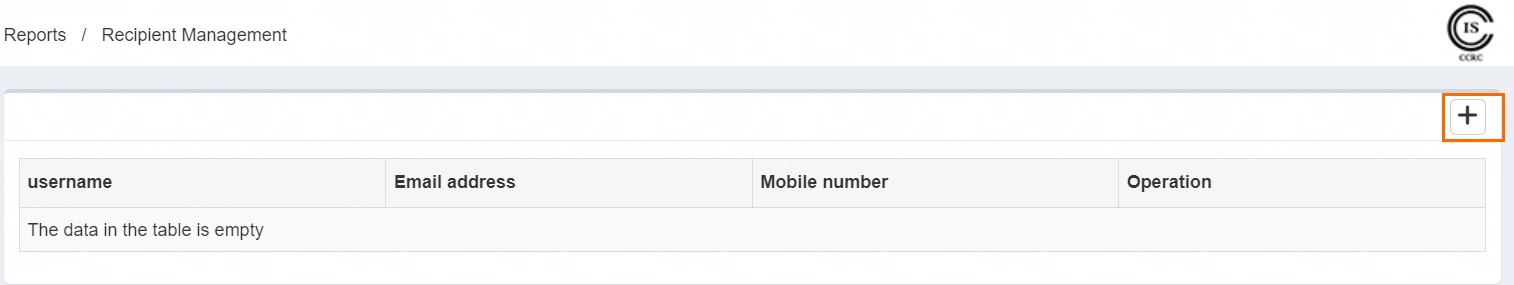 Reports / Recipient Management
IS
CCRC
+
username Email address Mobile number Operation
The data in the table is empty